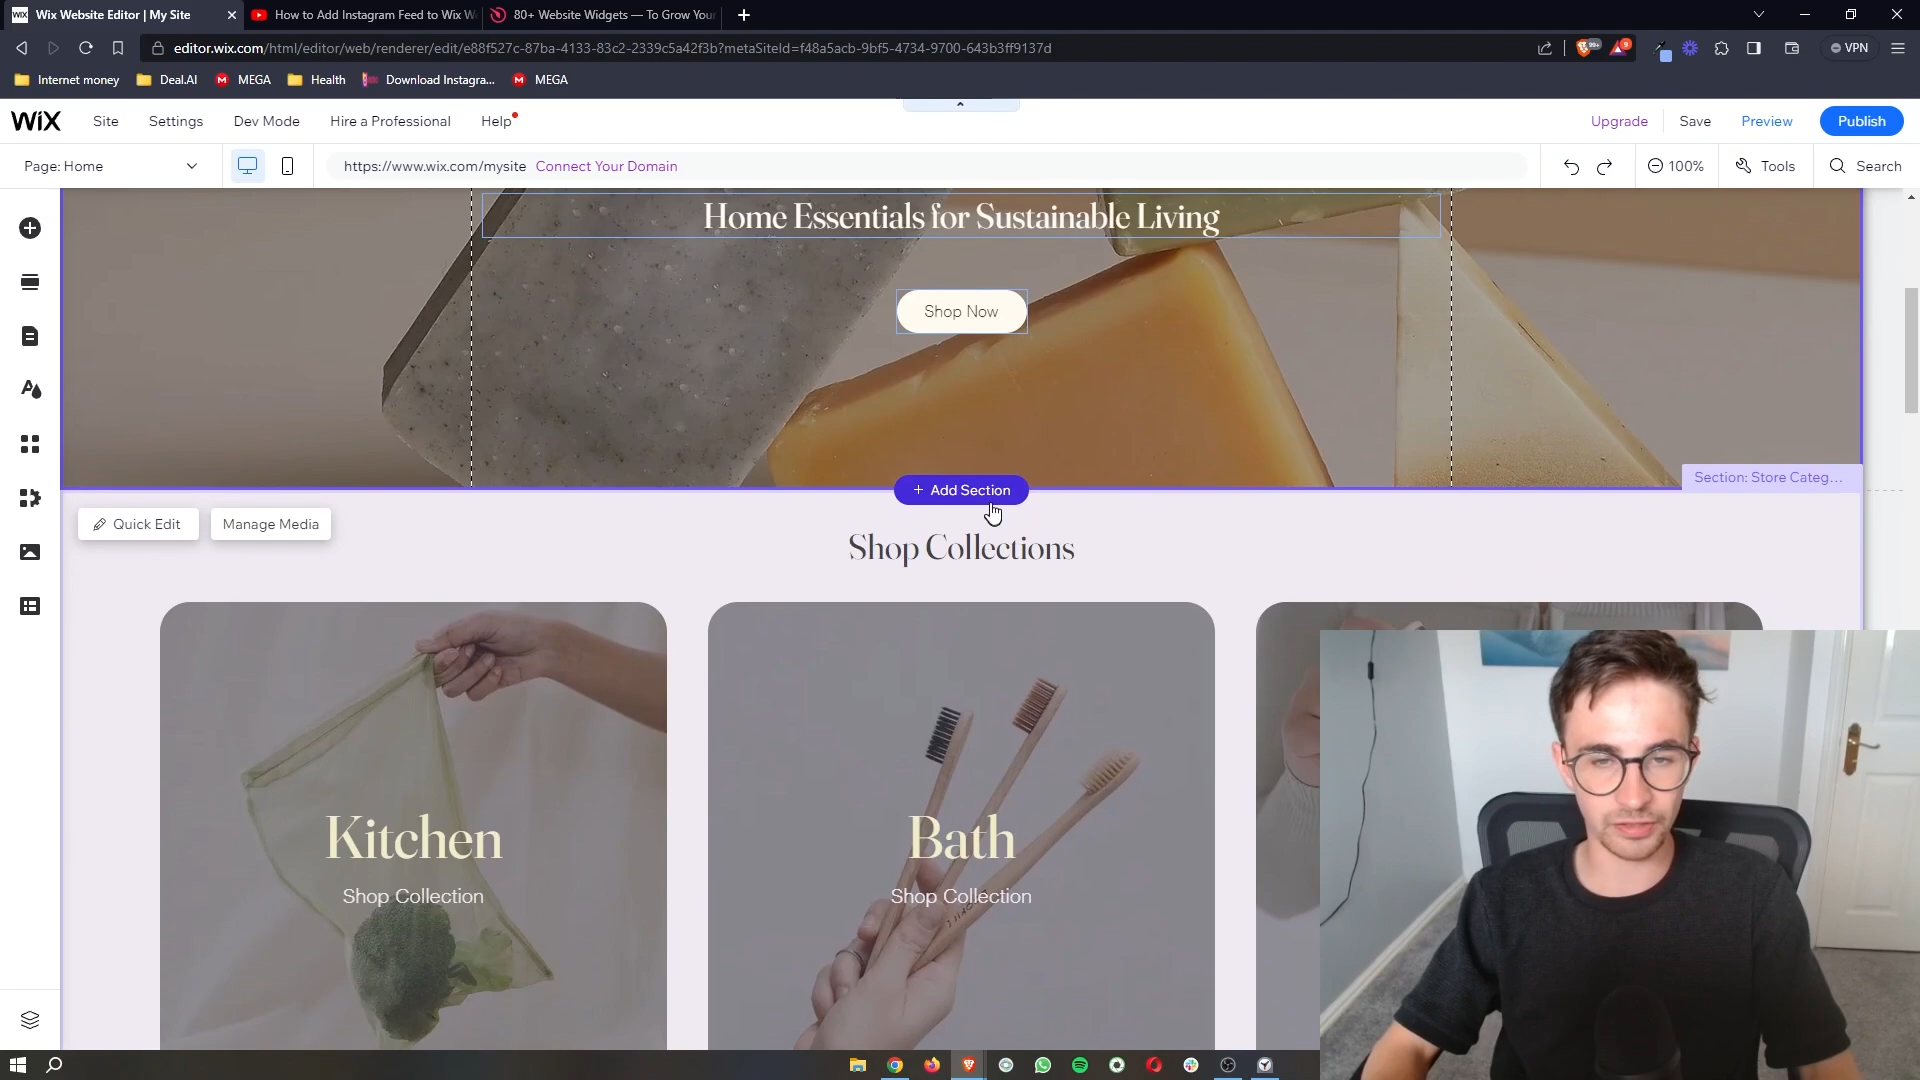 Wix Website Editor | My Site
How to Add Instagram Feed to Wix W
80+ Website Widgets — To Grow Your
editor.wix.com/html/editor/web/renderer/edit/e88f527c-87ba-4133-83c2-2339c5a42f3b?metaSiteId=f48a5acb-9bf5-4734-9700-643b3ff9137d
VPN
Internet money
Deal.AI
MEGA
Health
Download Instagra...
MEGA
WIX
Site
Settings
Dev Mode
Hire a Professional
Help
Upgrade
Save
Preview
Publish
Page: Home
https://www.wix.com/mysite Connect Your Domain
100%
Tools
Search
Home Essentials for Sustainable Living
Shop Now
+ Add Section
Section: Store Categ...
Quick Edit
Manage Media
Shop Collections
Kitchen
Shop Collection
Bath
Shop Collection